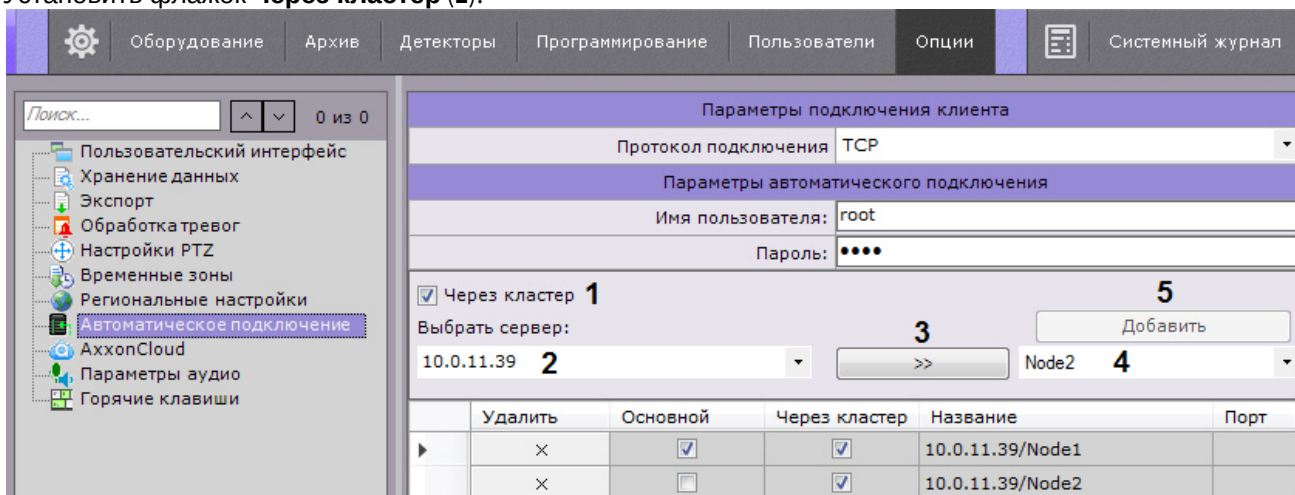 Установить флажок Через кластер (1).
Оборудование Архив Детекторы Программирование Пользователи Опции Системный журнал
Поиск... 0 из 0
Пользовательский интерфейс
Хранение данных
Экспорт
Обработка тревог
Настройки PTZ
Временные зоны
Региональные настройки
Автоматическое подключение
AxxonCloud
Параметры аудио
Горячие клавиши
Параметры подключения клиента
Протокол подключения TCP
Параметры автоматического подключения
Имя пользователя: root
Пароль: ••••
Через кластер 1
5
Выбрать сервер:
3
Добавить
10.0.11.39 2 >> Node2 4
Удалить Основной Через кластер Название Порт
10.0.11.39/Node1
10.0.11.39/Node2